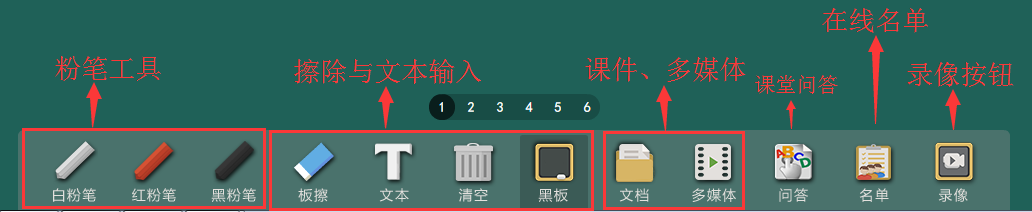 在线名单
粉笔工具
擦除与文本输入
课件、多媒体
课堂问答
录像按钮
1 2 3 4 5 6
白粉笔 红粉笔 黑粉笔 板擦 文本 清空 黑板 文档 多媒体 问答 名单 录像